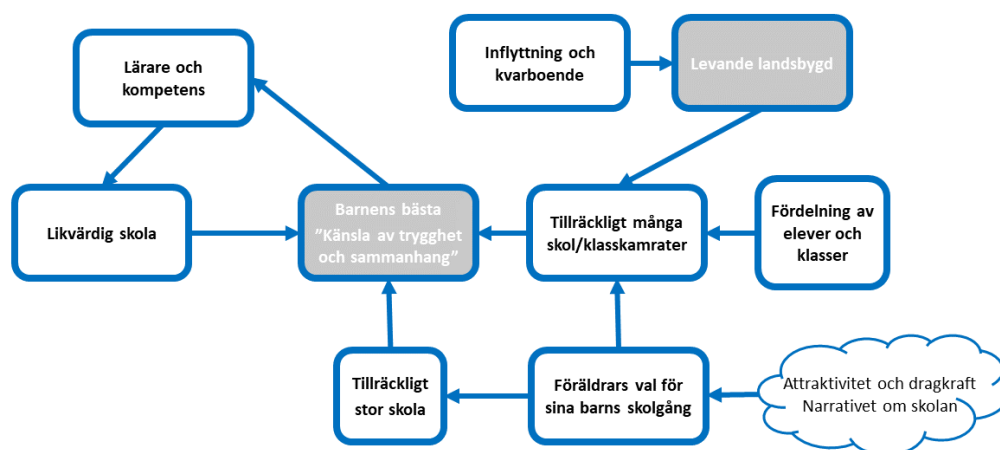 Lärare och
kompetens
Inflyttning och
kvarboende
Levande landsbygd
Likvärdig skola
Barnens bästa
”Känsla av trygghet
och sammanhang”
Tillräckligt många
skol/klasskamrater
Fördelning av
elever och
klasser
Tillräckligt
stor skola
Föräldrars val för
sina barns skolgång
Attraktivitet och dragkraft
Narrativet om skolan